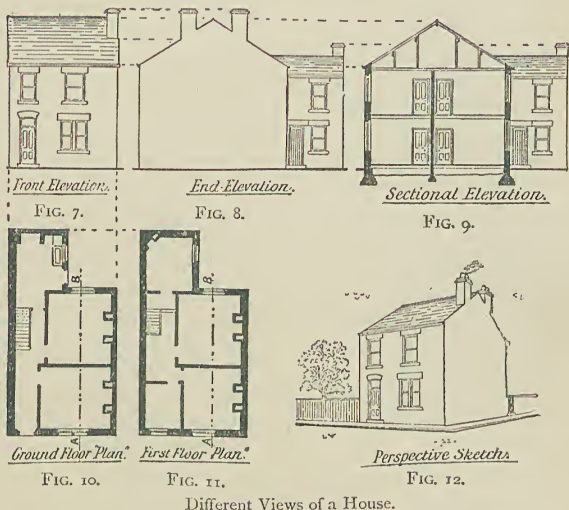 Front Elevation.
End Elevation.
Sectional Elevation.
FIG. 7.
FIG. 8.
FIG. 9.
B.
B.
A
A
Ground Floor "Plan."
First Floor "Plan."
Perspective Sketch.
FIG. 10.
FIG. 11.
FIG. 12.
Different Views of a House.